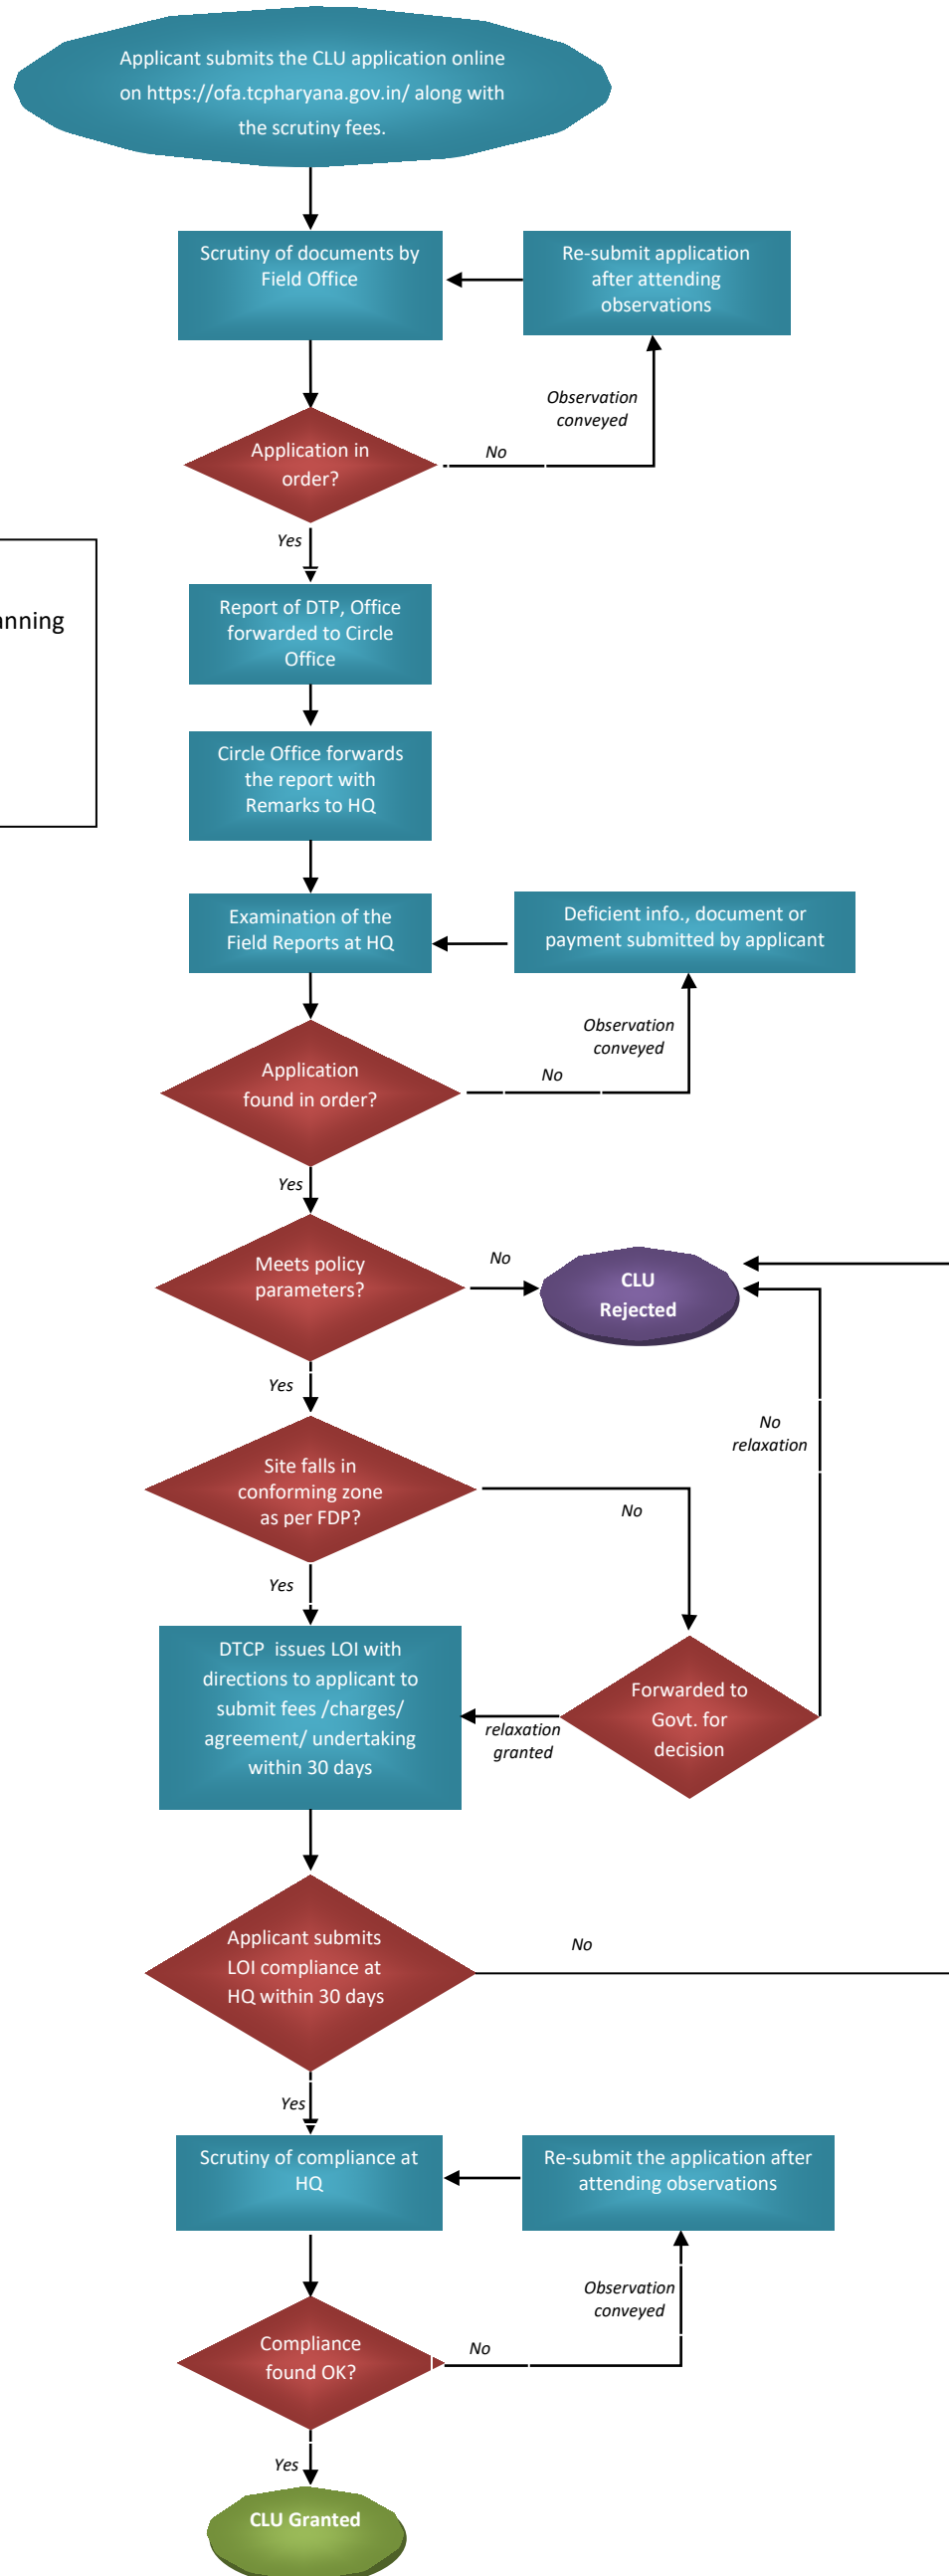 Applicant submits the CLU application online
on https://ofa.tcpharyana.gov.in/ along with
the scrutiny fees.
Scrutiny of documents by
Field Office
Re-submit application
after attending
observations
Observation
conveyed
Application in
order?
No
Yes
anning
Report of DTP, Office
forwarded to Circle
Office
Circle Office forwards
the report with
Remarks to HQ
Examination of the
Field Reports at HQ
Deficient info., document or
payment submitted by applicant
Observation
conveyed
Application
found in order?
No
Yes
Meets policy
parameters?
No
CLU
Rejected
Yes
No
relaxation
Site falls in
conforming zone
as per FDP?
No
Yes
DTCP issues LOI with
directions to applicant to
submit fees /charges/
agreement/ undertaking
within 30 days
relaxation
granted
Forwarded to
Govt. for
decision
Applicant submits
LOI compliance at
HQ within 30 days
No
Yes
Scrutiny of compliance at
HQ
Re-submit the application after
attending observations
Observation
conveyed
Compliance
found OK?
No
Yes
CLU Granted